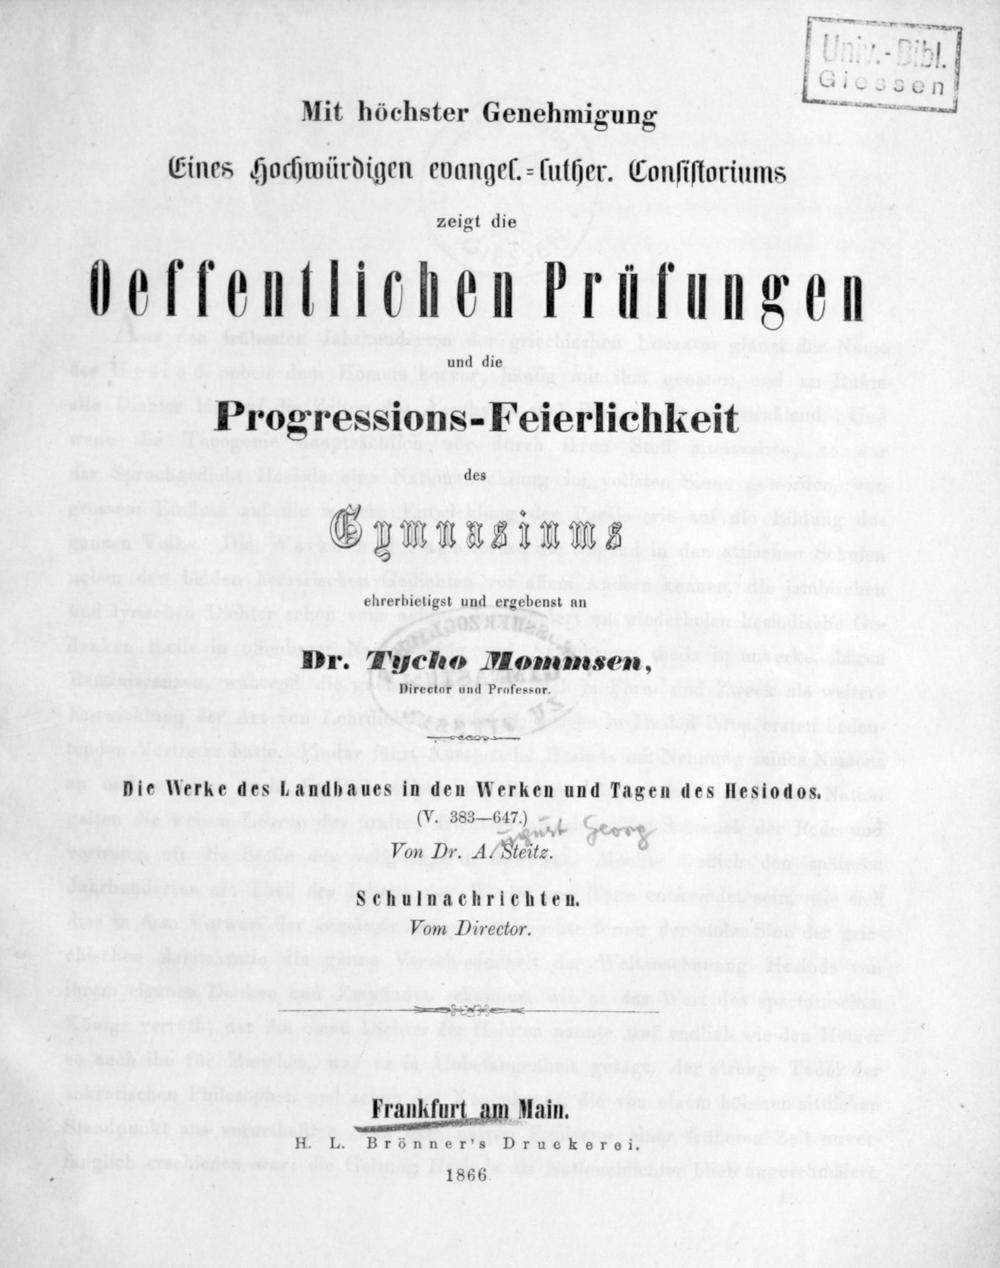 Univ.-Bibl.
Giessen
Mit höchster Genehmigung
Eines Hochwürdigen evangel.=luther. Consistoriums
zeigt die
Oeffentlichen Prüfungen
und die
Progressions-Feierlichkeit
des
Gymnasiums
ehrerbietigst und ergebenst an
Dr. Tycho Mommsen,
Director und Professor.
Die Werke des Landbaues in den Werken und Tagen des Hesiodos.
(V. 383—647.)
ugust Georg
Von Dr. A. Steitz.
Schulnachrichten.
Vom Director.
Frankfurt am Main.
H. L. Brönner's Druckerei.
1866.